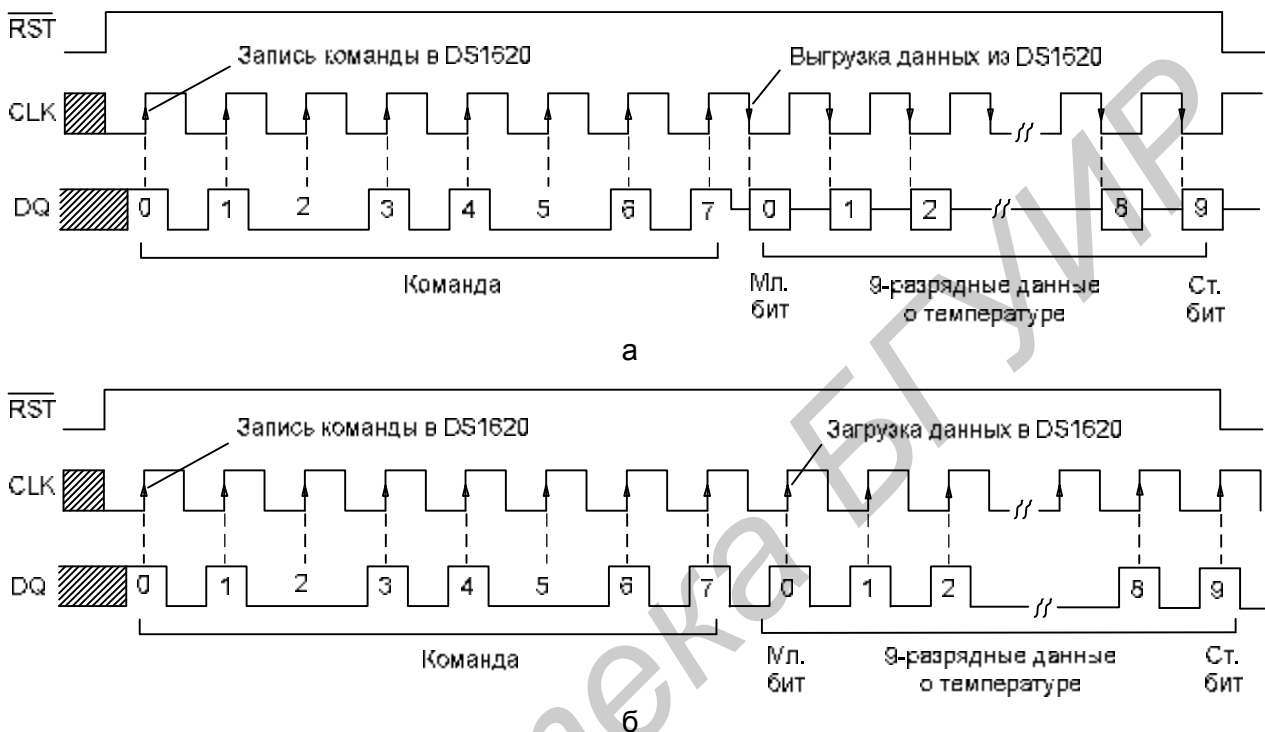 RST
Запись команды в DS1620
Выгрузка данных из DS1620
CLK
DQ
0 1 2 3 4 5 6 7 0 1 2 8 9
Команда
Мл. бит
9-разрядные данные о температуре
Ст. бит
а
RST
Запись команды в DS1620
Загрузка данных в DS1620
CLK
DQ
0 1 2 3 4 5 6 7 0 1 2 8 9
Команда
Мл. бит
9-разрядные данные о температуре
Ст. бит
б
тека БГУИР